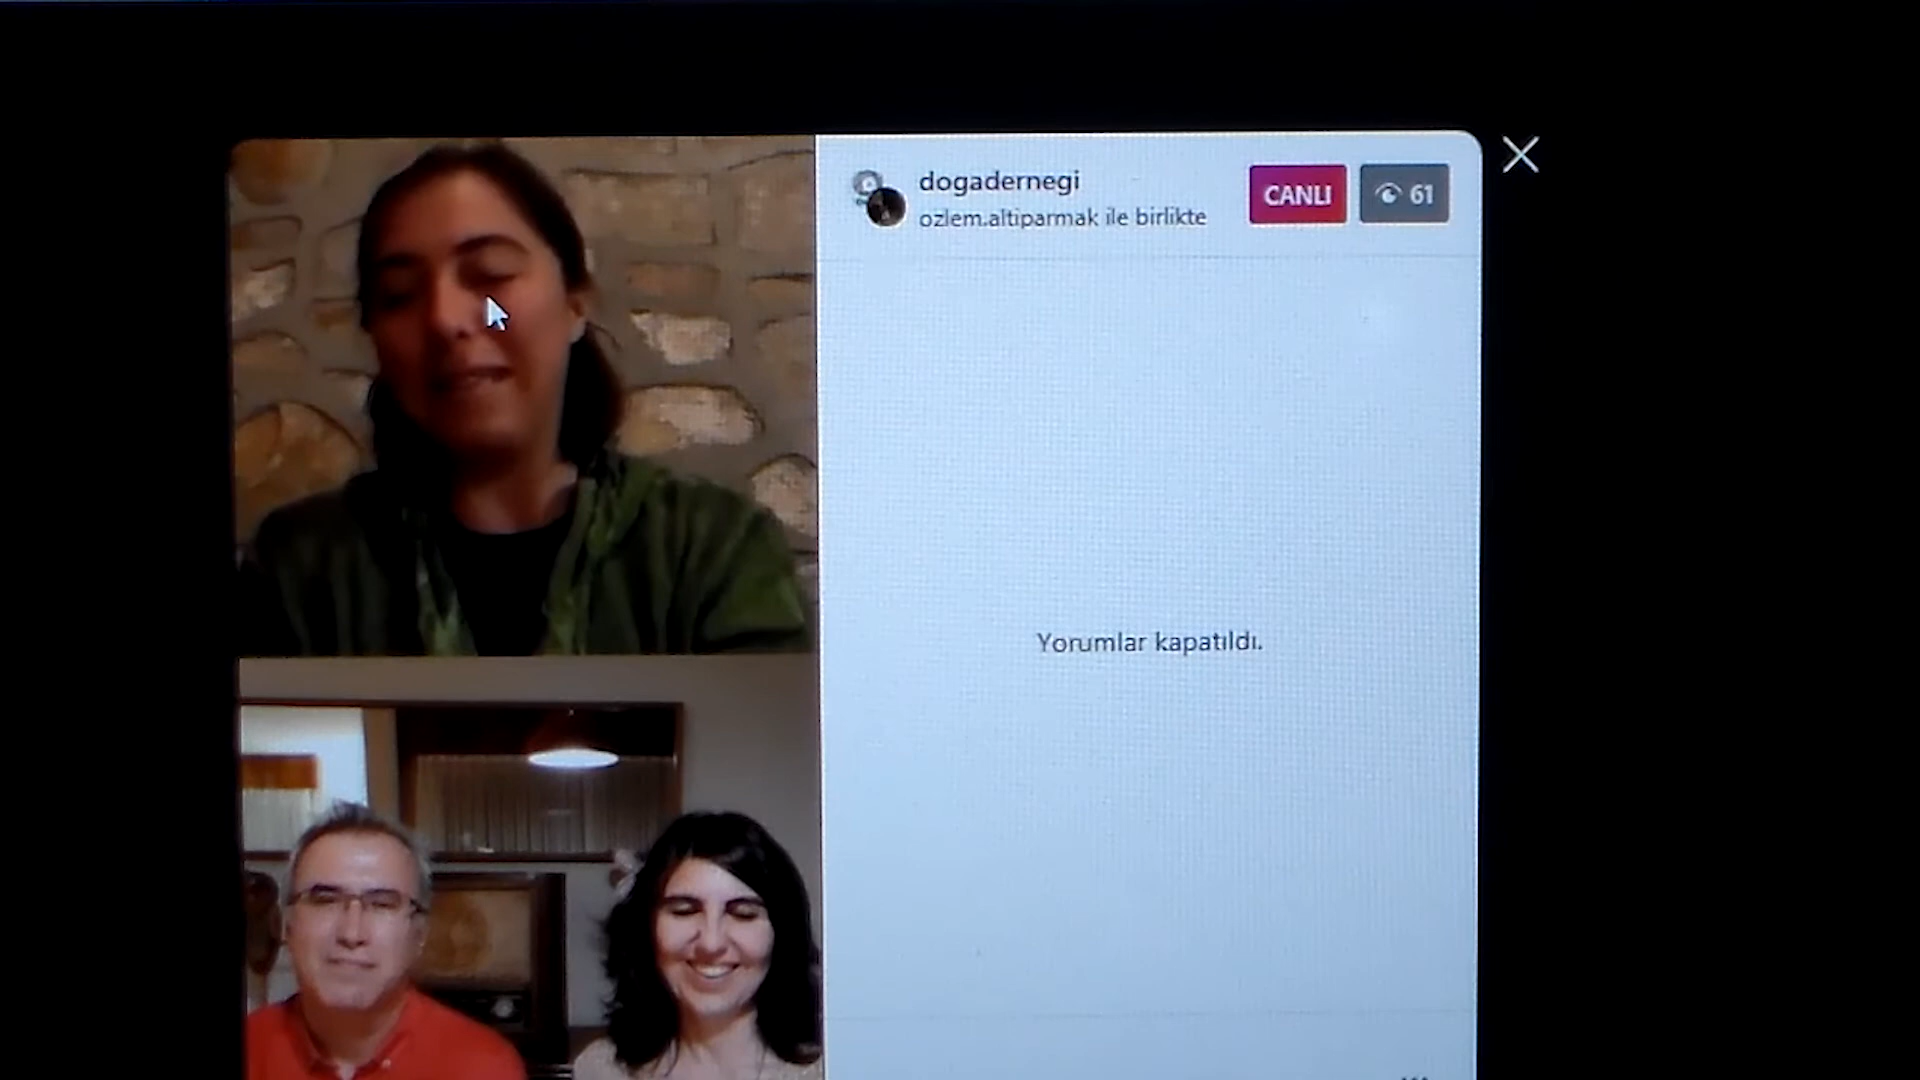 dogadernegi
ozlem.altiparmak ile birlikte
CANLI
61
Yorumlar kapatıldı.